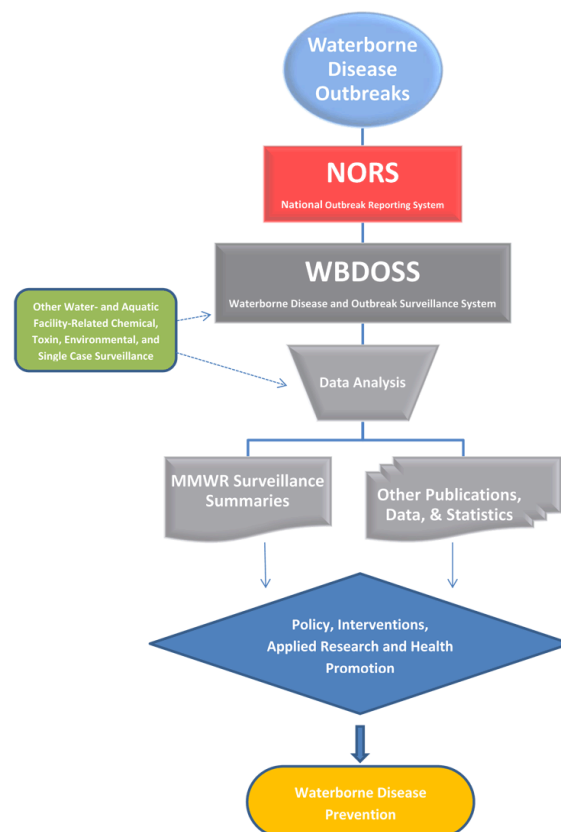 Waterborne
Disease
Outbreaks
NORS
National Outbreak Reporting System
WBDOSS
Waterborne Disease and Outbreak Surveillance System
Other Water- and Aquatic
Facility-Related Chemical,
Toxin, Environmental, and
Single Case Surveillance
Data Analysis
MMWR Surveillance
Summaries
Other Publications,
Data, & Statistics
Policy, Interventions,
Applied Research and Health
Promotion
Waterborne Disease
Prevention